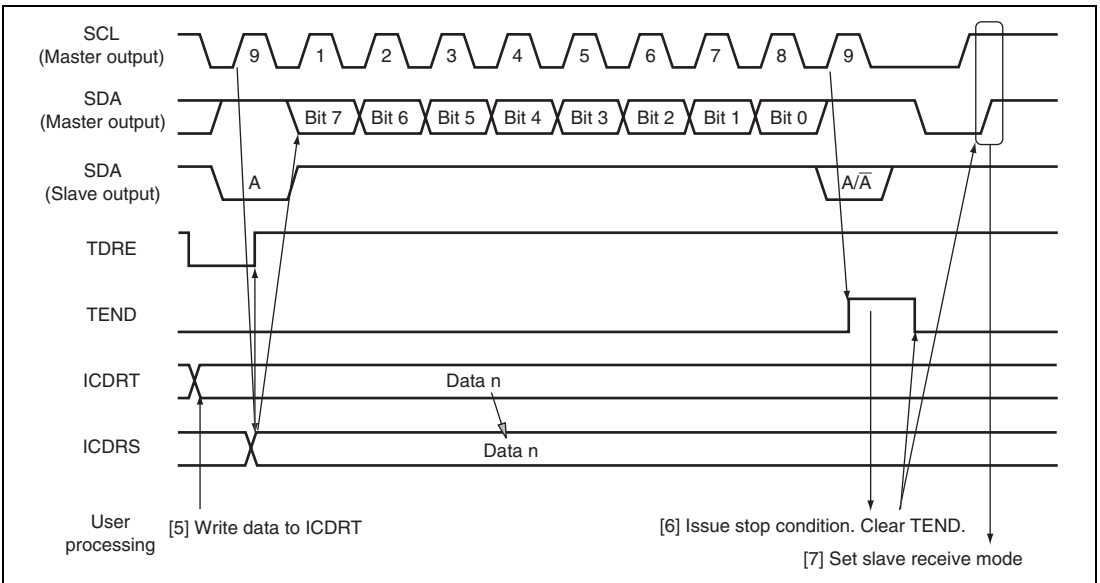 SCL
(Master output)
9 1 2 3 4 5 6 7 8 9
SDA
(Master output)
Bit 7 Bit 6 Bit 5 Bit 4 Bit 3 Bit 2 Bit 1 Bit 0
SDA
(Slave output)
A A/A̅
TDRE
TEND
ICDRT
Data n
ICDRS
Data n
User
processing
[5] Write data to ICDRT
[6] Issue stop condition. Clear TEND.
[7] Set slave receive mode